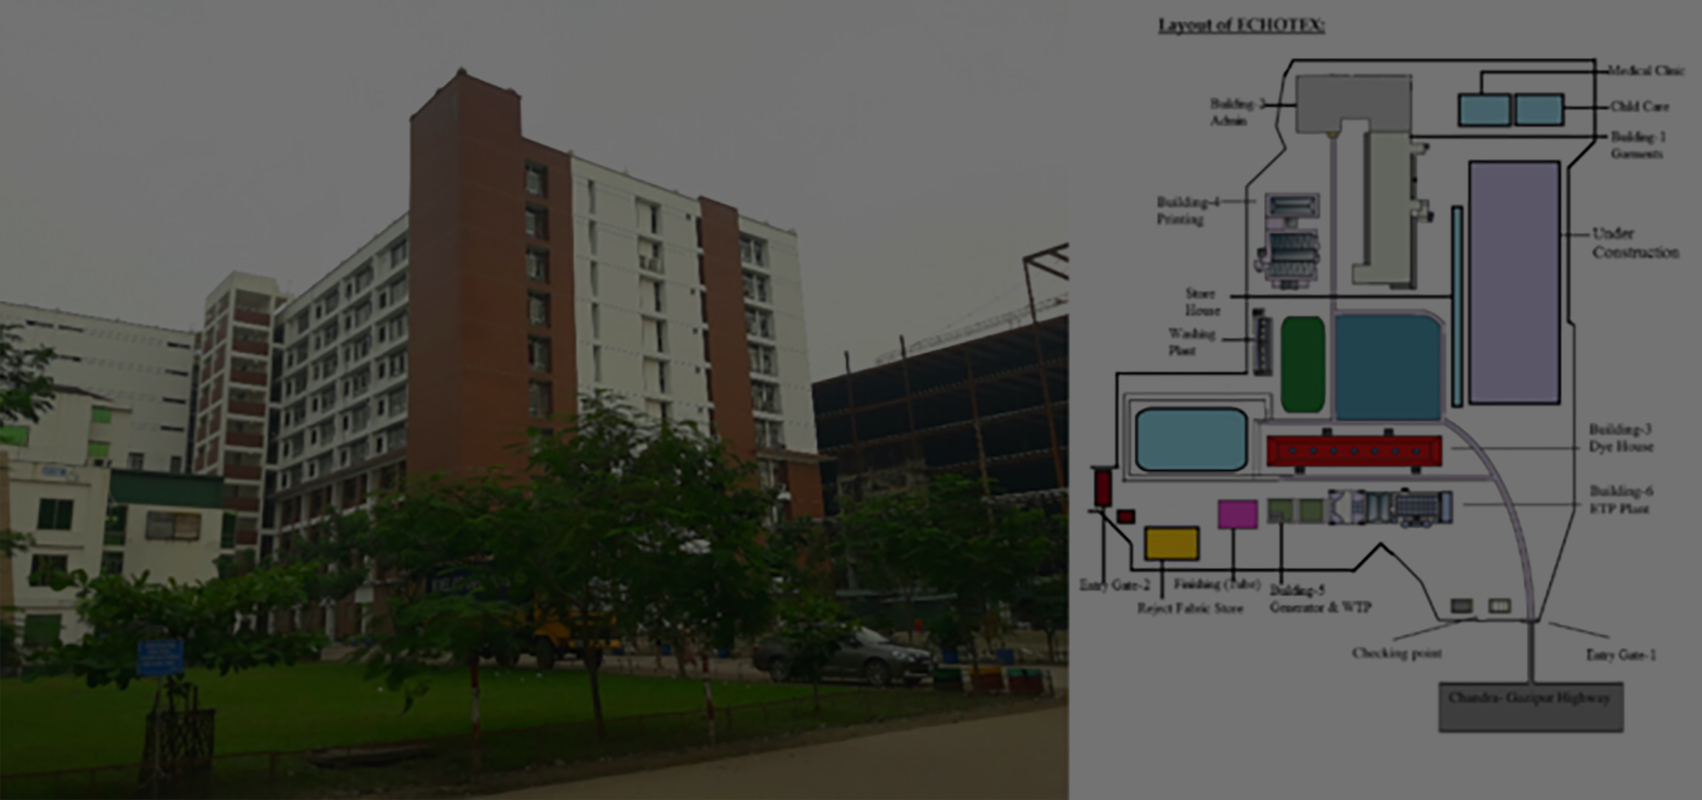 Layout of ECHOTEX:
Medical Clinic
Child Care
Building-2
Admin
Building-1
Garments
Building-4
Printing
Under
Construction
Store
House
Washing
Plant
Building-3
Dye House
Building-6
ETP Plant
Entry Gate-2
Finishing (Tube)
Building-5
Generator & WTP
Reject Fabric Store
Checking point
Entry Gate-1
Chandra- Gazipur Highway